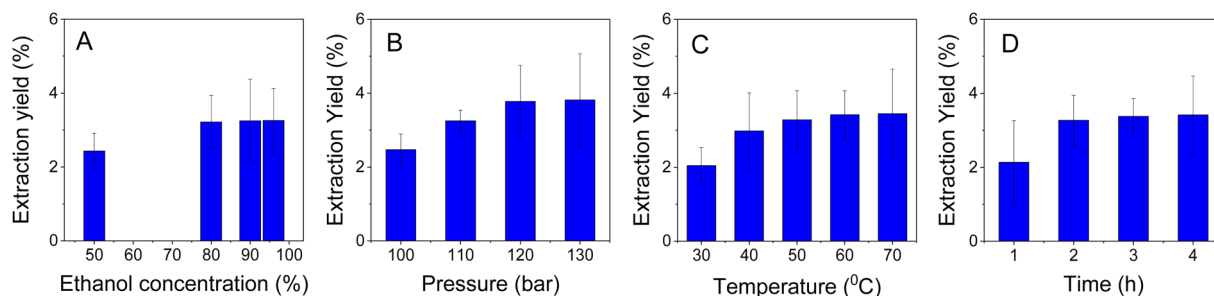 A
Extraction yield (%)
6
4
2
0
50 60 70 80 90 100
Ethanol concentration (%)
B
Extraction Yield (%)
6
4
2
0
100 110 120 130
Pressure (bar)
C
Extraction Yield (%)
6
4
2
0
30 40 50 60 70
Temperature (⁰C)
D
Extraction Yield (%)
6
4
2
0
1 2 3 4
Time (h)